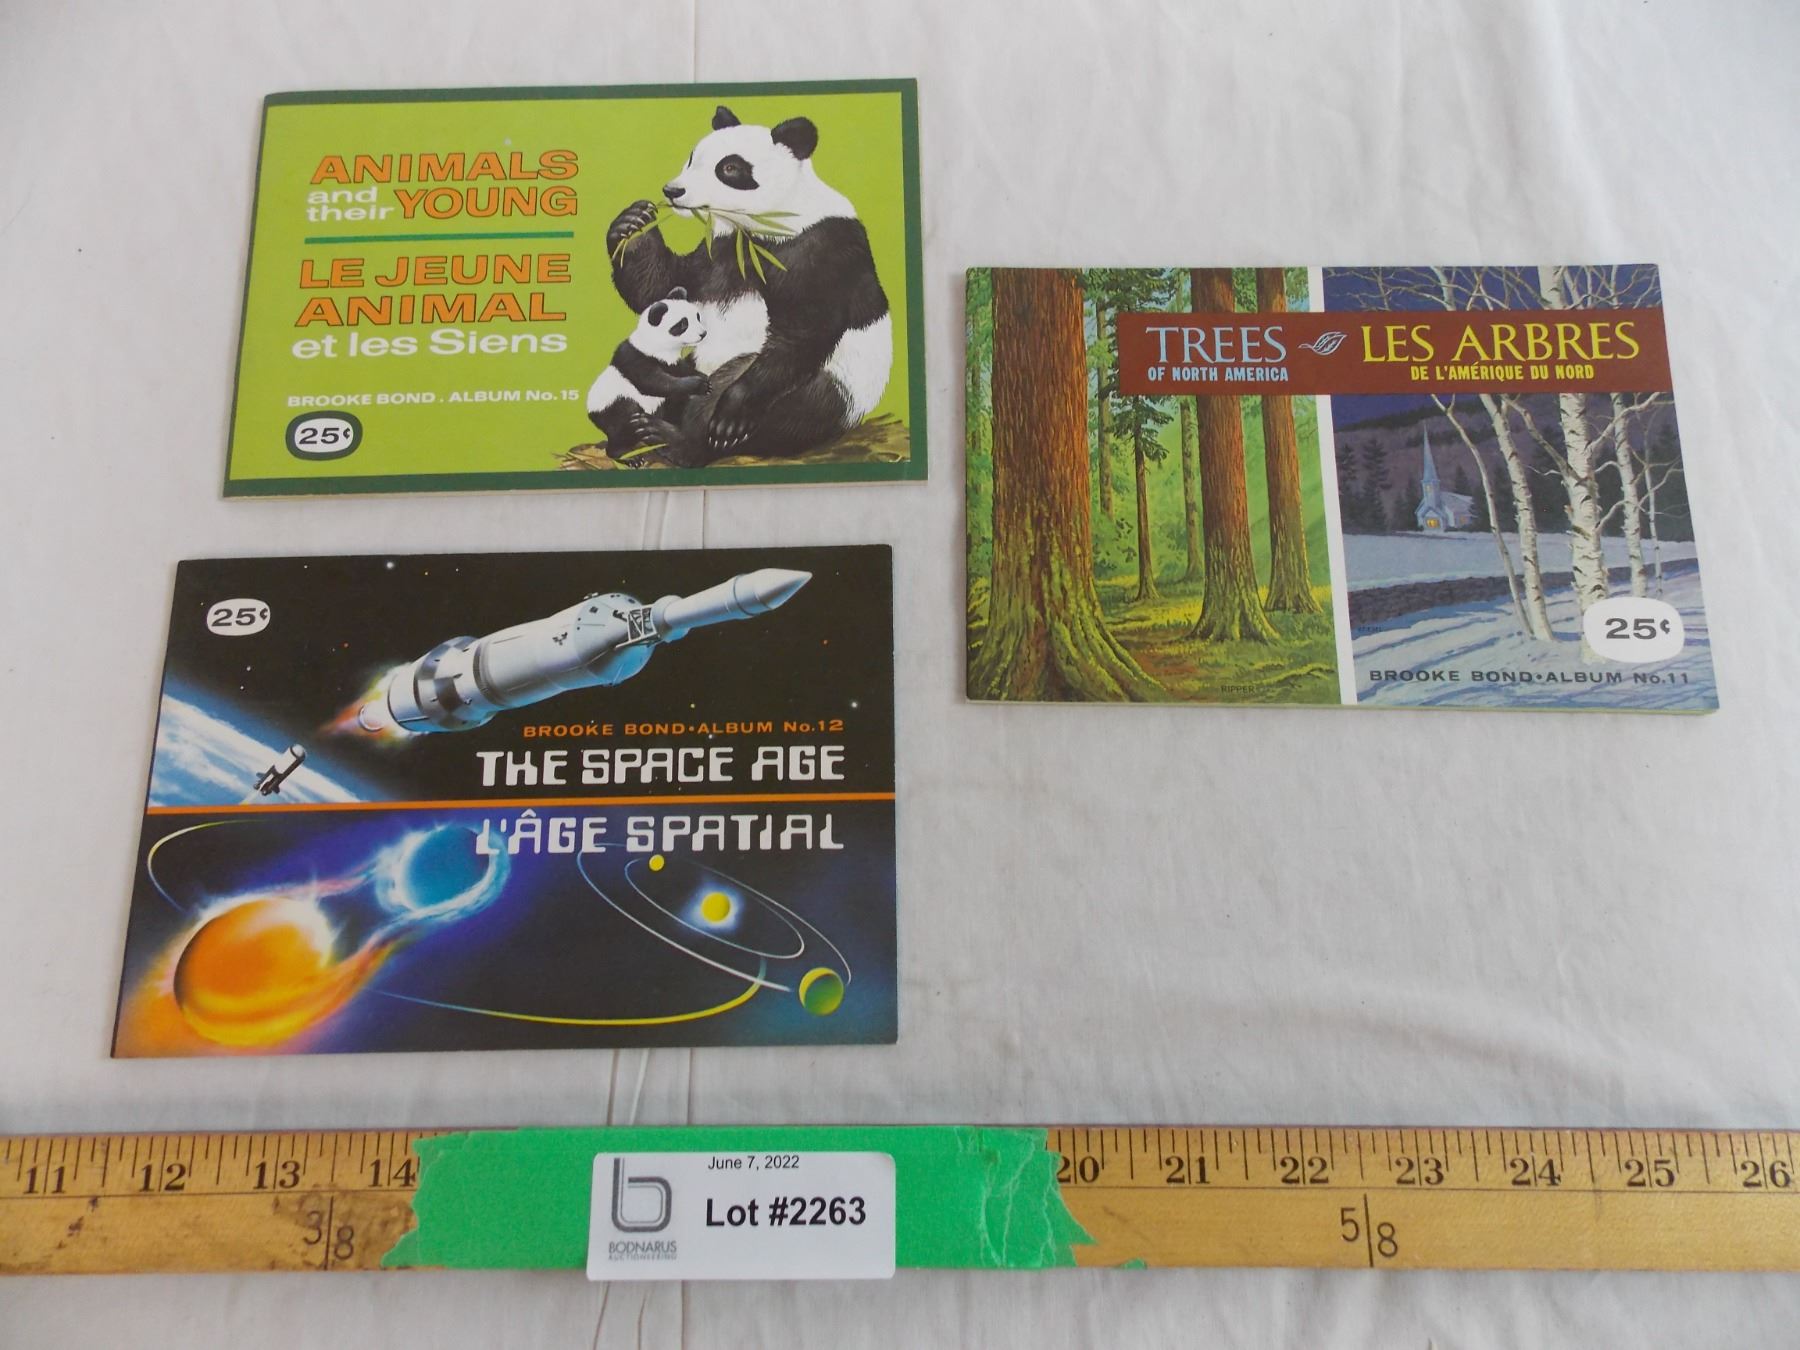 ANIMALS
and their YOUNG
LE JEUNE
ANIMAL
et les Siens
BROOKE BOND . ALBUM No. 15
25¢
TREES
OF NORTH AMERICA
LES ARBRES
DE L'AMÉRIQUE DU NORD
25¢
RIPPER
BROOKE BOND•ALBUM No.11
25¢
BROOKE BOND•ALBUM No.12
THE SPACE AGE
L'ÂGE SPATIAL
11 12 13 14 20 21 22 23 24 25 26
3/8
5/8
June 7, 2022
Lot #2263
b
BODNARUS
AUCTIONEERING